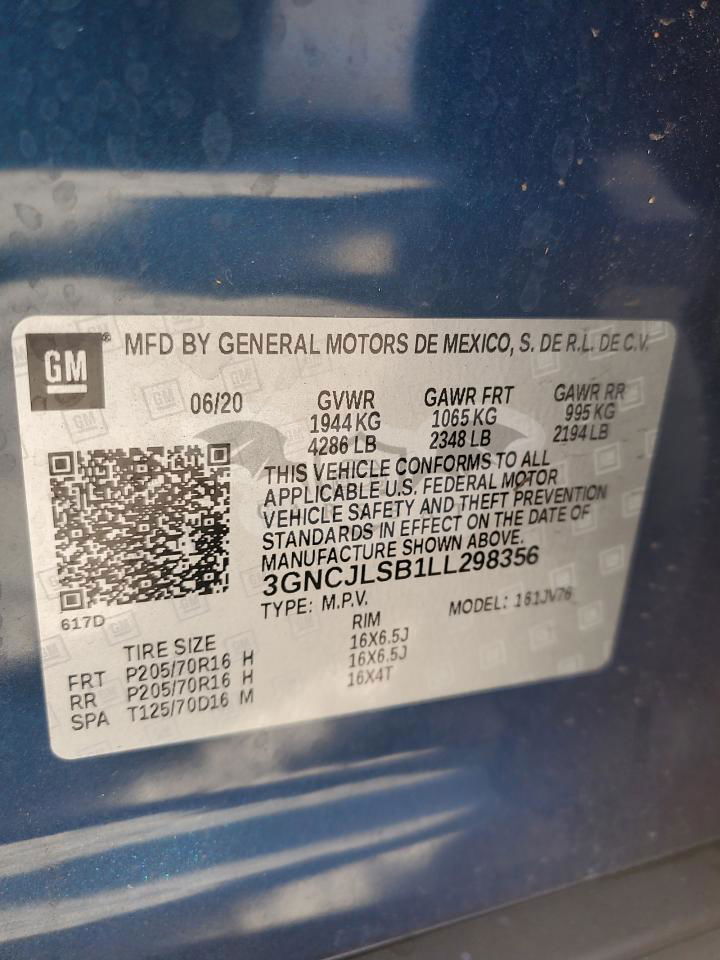 GM
MFD BY GENERAL MOTORS DE MEXICO, S. DE R.L. DE C.V.
06/20 GVWR GAWR FRT GAWR RR
1944 KG 1065 KG 995 KG
4286 LB 2348 LB 2194 LB
THIS VEHICLE CONFORMS TO ALL
APPLICABLE U.S. FEDERAL MOTOR
VEHICLE SAFETY AND THEFT PREVENTION
STANDARDS IN EFFECT ON THE DATE OF
MANUFACTURE SHOWN ABOVE.
3GNCJLSB1LL298356
617D TYPE: M.P.V. MODEL: 161JV76
TIRE SIZE RIM
FRT P205/70R16 H 16X6.5J
RR P205/70R16 H 16X6.5J
SPA T125/70D16 M 16X4T